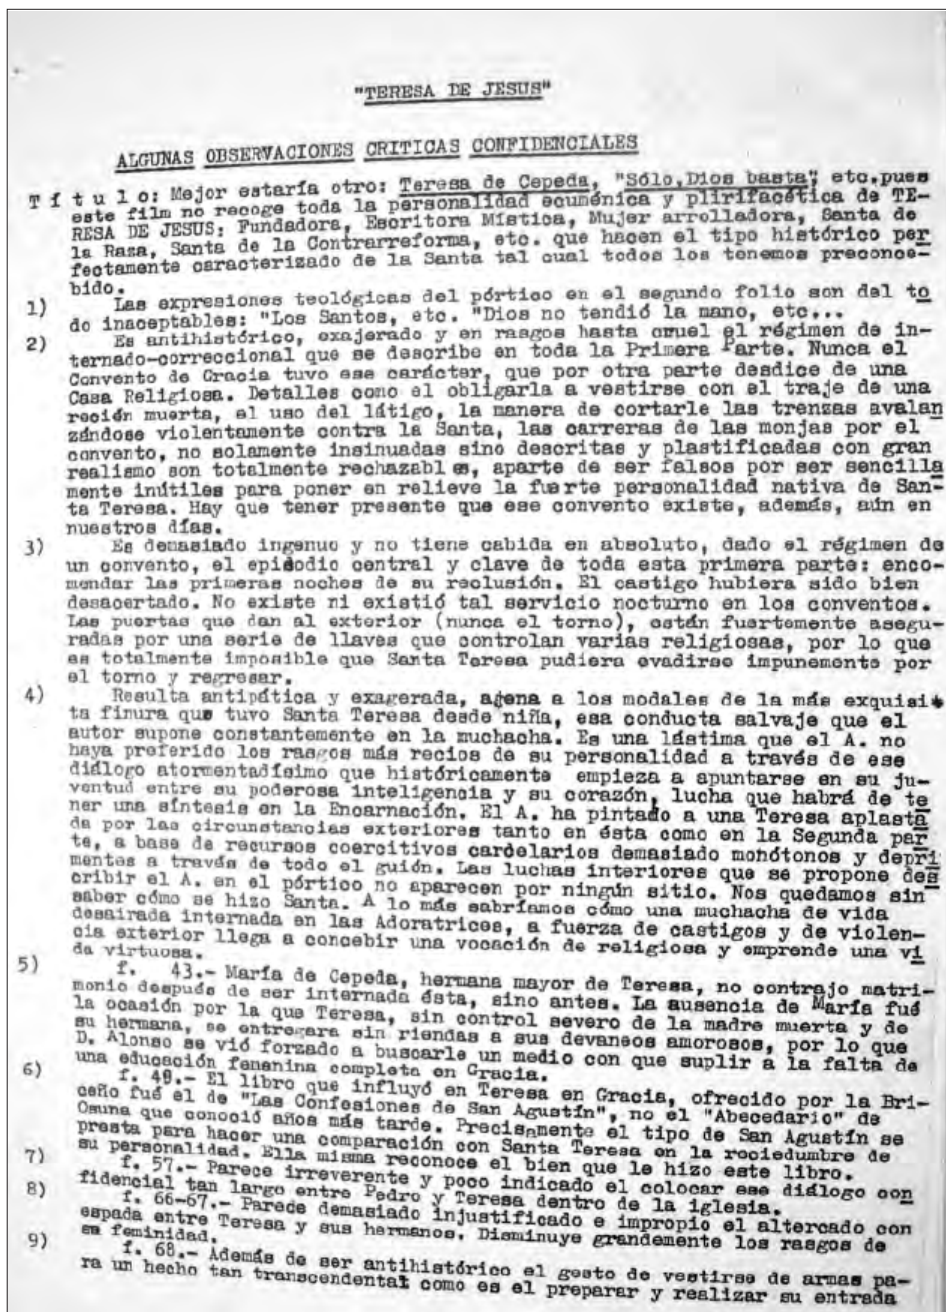 "TERESA DE JESUS"
ALGUNAS OBSERVACIONES CRITICAS CONFIDENCIALES
T í t u l o: Mejor estaría otro: Teresa de Cepeda, "Sólo,Dios basta", etc.pues
este film no recoge toda la personalidad ecuménica y plirifacética de TE-
RESA DE JESUS: Fundadora, Escritora Mística, Mujer arrolladora, Santa de
la Raza, Santa de la Contrarreforma, etc. que hacen el tipo histórico per
fectamente caracterizado de la Santa tal cual todos los tenemos preconce-
bido.
1) Las expresiones teológicas del pórtico en el segundo folio son del to
do inaceptables: "Los Santos, etc. "Dios no tendió la mano, etc...
2) Es antihistórico, exajerado y en rasgos hasta cruel el régimen de in-
ternado-correccional que se describe en toda la Primera Parte. Nunca el
Convento de Gracia tuvo ese carácter, que por otra parte desdice de una
Casa Religiosa. Detalles como el obligarla a vestirse con el traje de una
recién muerta, el uso del látigo, la manera de cortarle las trenzas avalan
zándose violentamente contra la Santa, las carreras de las monjas por el
convento, no solamente insinuadas sino descritas y plastificadas con gran
realismo son totalmente rechazables, aparte de ser falsos por ser sencilla
mente inútiles para poner en relieve la fuerte personalidad nativa de San-
ta Teresa. Hay que tener presente que ese convento existe, además, aún en
nuestros días.
3) Es demasiado ingenuo y no tiene cabida en absoluto, dado el régimen de
un convento, el episodio central y clave de toda esta primera parte: enco-
mendar las primeras noches de su reclusión. El castigo hubiera sido bien
desacertado. No existe ni existió tal servicio nocturno en los conventos.
Las puertas que dan al exterior (nunca el torno), están fuertemente asegu-
radas por una serie de llaves que controlan varias religiosas, por lo que
es totalmente imposible que Santa Teresa pudiera evadirse impunemente por
el torno y regresar.
4) Resulta antipática y exagerada, agena a los modales de la más exquisi
ta finura que tuvo Santa Teresa desde niña, esa conducta salvaje que el
autor supone constantemente en la muchacha. Es una lástima que el A. no
haya preferido los rasgos más recios de su personalidad a través de ese
diálogo atormentadísimo que históricamente empieza a apuntarse en su ju-
ventud entre su poderosa inteligencia y su corazón, lucha que habrá de te
ner una síntesis en la Encarnación. El A. ha pintado a una Teresa aplasta
da por las circunstancias exteriores tanto en ésta como en la Segunda par
te, a base de recursos coercitivos cardelarios demasiado mohótonos y depri
mentes a través de todo el guión. Las luchas interiores que se propone des
cribir el A. en el pórtico no aparecen por ningún sitio. Nos quedamos sin
saber cómo se hizo Santa. A lo más sabríamos cómo una muchacha de vida
desairada internada en las Adoratrices, a fuerza de castigos y de violen-
cia exterior llega a concebir una vocación de religiosa y emprende una vi
da virtuosa.
5) f. 43.- María de Cepeda, hermana mayor de Teresa, no contrajo matri-
monio después de ser internada ésta, sino antes. La ausencia de María fué
la ocasión por la que Teresa, sin control severo de la madre muerta y de
su hermana, se entregara sin riendas a sus devaneos amorosos, por lo que
D. Alonso se vió forzado a buscarle un medio con que suplir a la falta de
una educación femenina completa en Gracia.
6) f. 49.- El libro que influyó en Teresa en Gracia, ofrecido por la Bri-
ceño fué el de "Las Confesiones de San Agustín", no el "Abecedario" de
Osuna que conoció años más tarde. Precisamente el tipo de San Agustín se
presta para hacer una comparación con Santa Teresa en la reciedumbre de
su personalidad. Ella misma reconoce el bien que le hizo este libro.
7) f. 57.- Parece irreverente y poco indicado el colocar ese diálogo con
fidencial tan largo entre Pedro y Teresa dentro de la iglesia.
8) f. 66-67.- Parece demasiado injustificado e impropio el altercado con
espada entre Teresa y sus hermanos. Disminuye grandemente los rasgos de
su feminidad.
9) f. 68.- Además de ser antihistórico el gesto de vestirse de armas pa-
ra un hecho tan transcendental como es el preparar y realizar su entrada